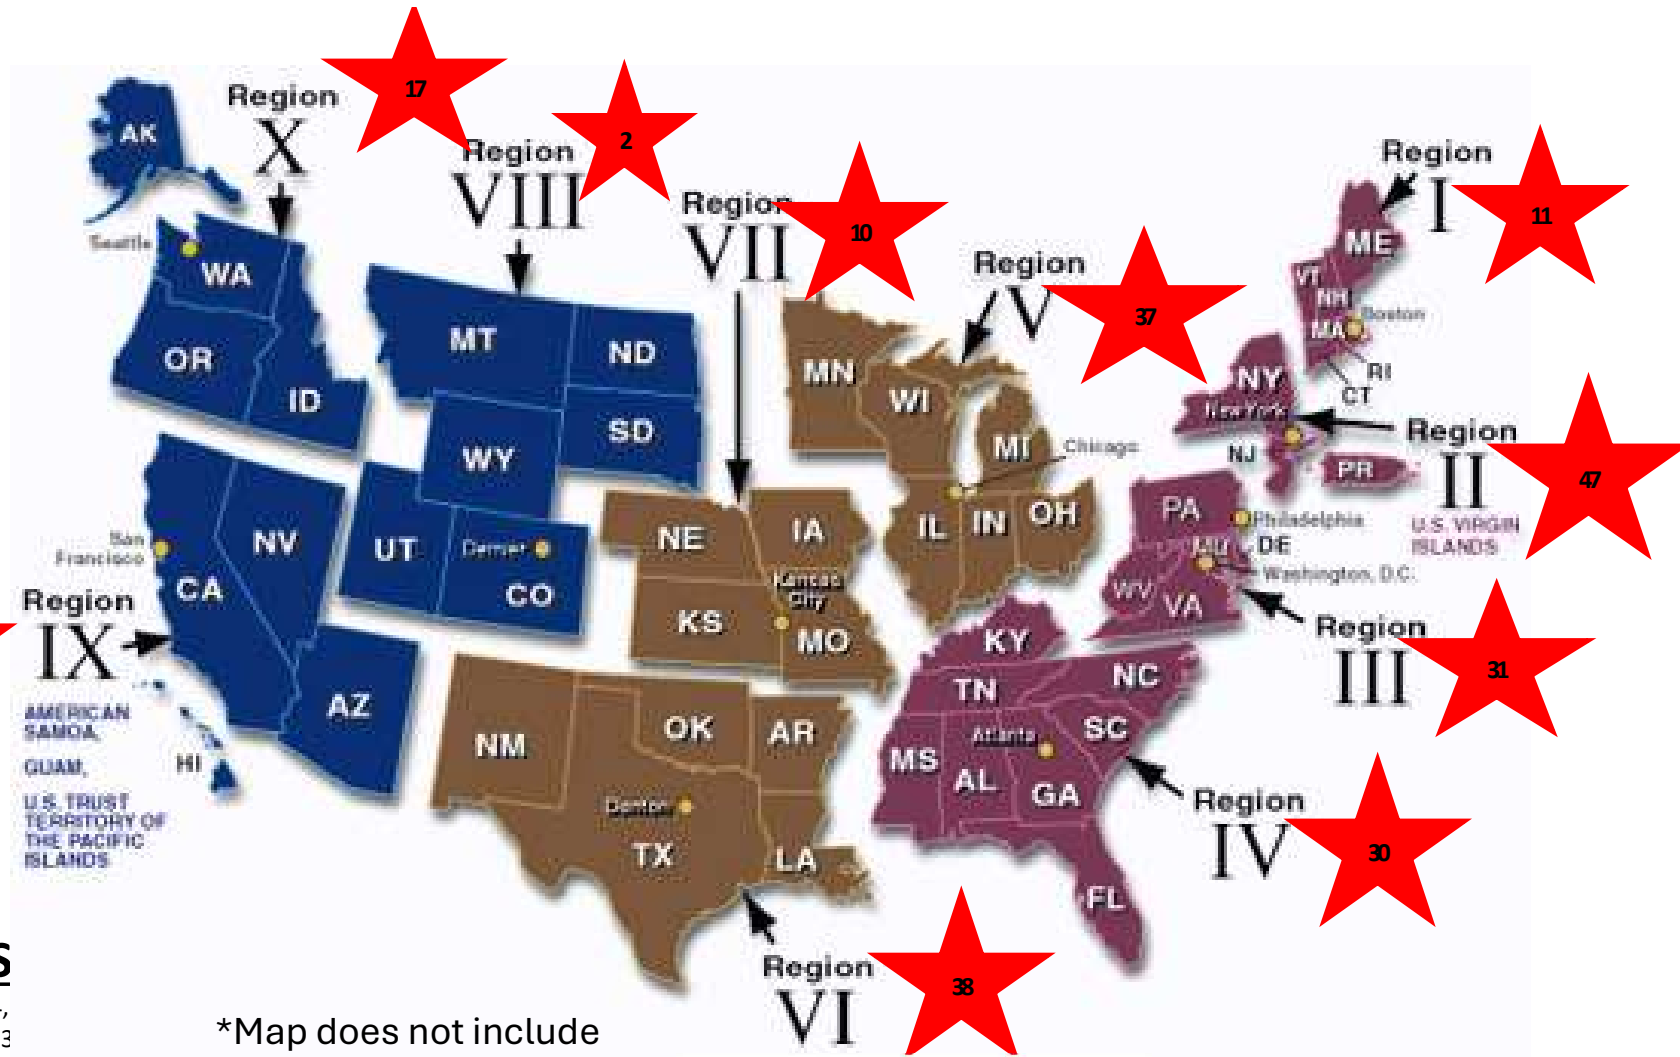 17
Region
X
AK
2
Region
VIII
Region
VII
10
Region
I
11
Region
V
37
Seattle
WA
OR
ID
MT
ND
SD
WY
MN
WI
MI
Chicago
ME
VT
NH
MA
Boston
RI
CT
NY
New York
NJ
PR
Region
II
47
U.S. VIRGIN
ISLANDS
San
Francisco
CA
NV
UT
Denver
CO
NE
IA
Kansas
City
KS
MO
IL
IN
OH
PA
Philadelphia
DE
Washington, D.C.
WV
VA
Region
III
31
Region
IX
AMERICAN
SAMOA,
GUAM,
U.S. TRUST
TERRITORY OF
THE PACIFIC
ISLANDS
HI
AZ
NM
OK
AR
Denton
TX
LA
KY
TN
NC
SC
Atlanta
MS
AL
GA
FL
Region
IV
30
Region
VI
38
*Map does not include